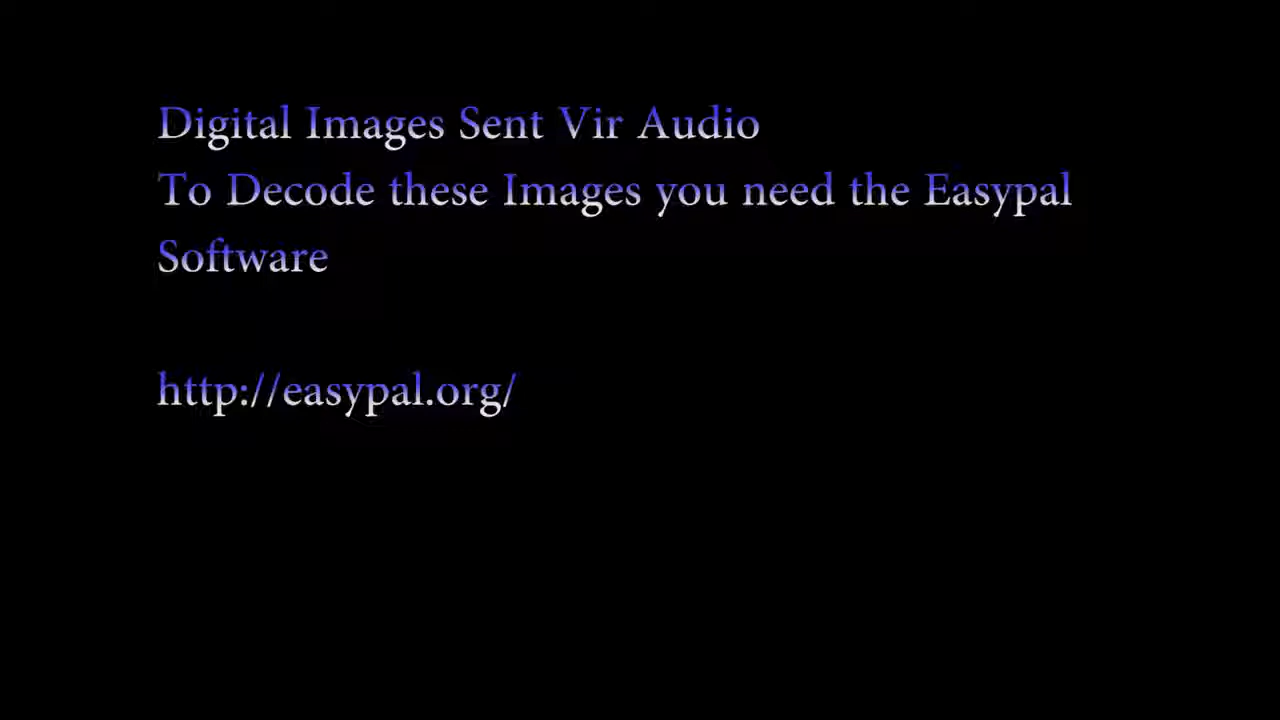 Digital Images Sent Vir Audio
To Decode these Images you need the Easypal
Software
http://easypal.org/